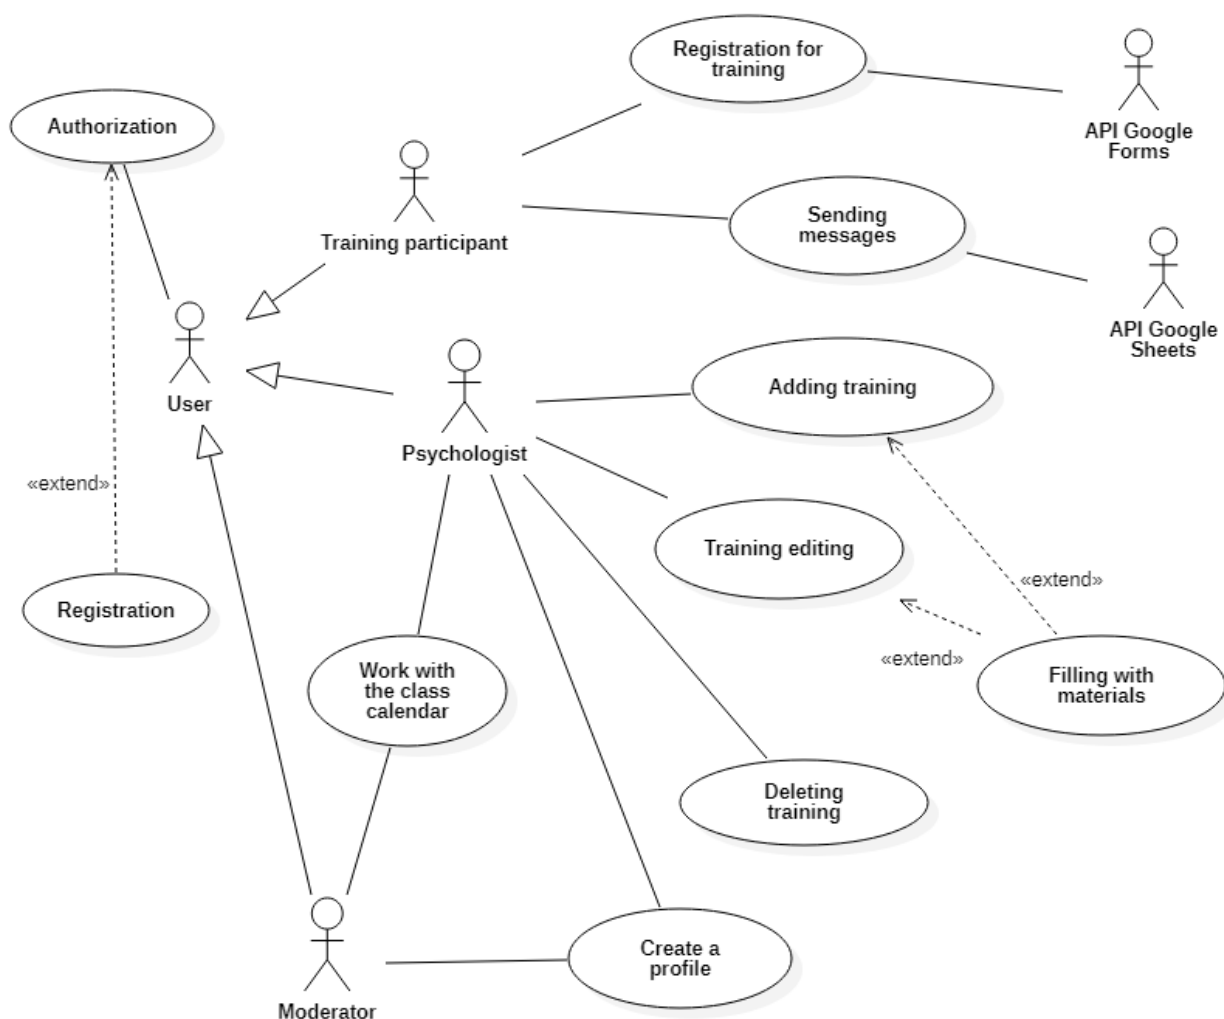 Registration for
training
API Google
Forms
Authorization
Training participant
Sending
messages
API Google
Sheets
User
Adding training
Psychologist
«extend»
Training editing
«extend»
Registration
«extend»
Work with
the class
calendar
Filling with
materials
Deleting
training
Create a
profile
Moderator